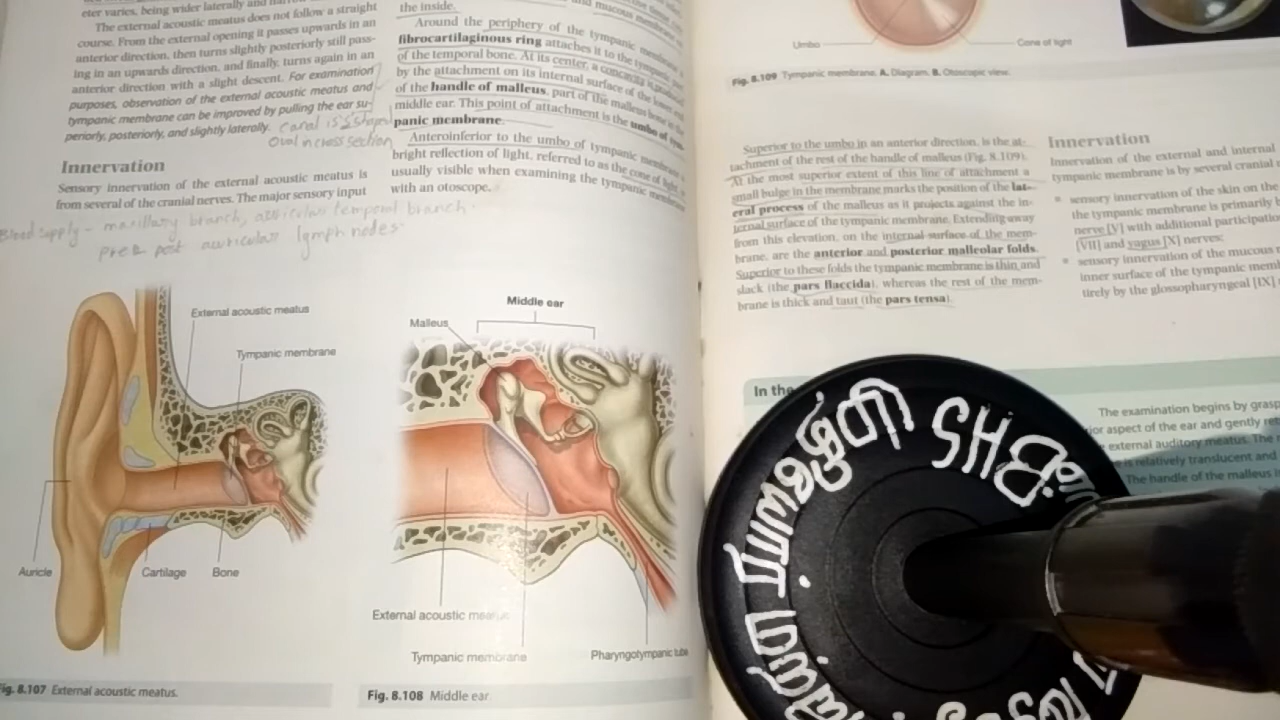 eter varies, being wider laterally and
The external acoustic meatus does not follow a straight
course. From the external opening it passes upwards in an
anterior direction, then turns slightly posteriorly still pass-
ing in an upwards direction, and finally, turns again in an
anterior direction with a slight descent. For examination
purposes, observation of the external acoustic meatus and
tympanic membrane can be improved by pulling the ear su-
periorly, posteriorly, and slightly laterally.
canal is S shaped
Oval in cross section
Innervation
Sensory innervation of the external acoustic meatus is
from several of the cranial nerves. The major sensory input
Blood supply - maxillary branch, auricular temporal branch.
pre & post auricular lymph nodes
the inside.
Around the periphery of the tympanic
fibrocartilaginous ring attaches it to the tympanic
of the temporal bone. At its center, a concavity is
by the attachment on its internal surface of the lower
of the handle of malleus, part of the malleus bone in the
middle ear. This point of attachment is the umbo of
panic membrane.
Anteroinferior to the umbo of tympanic membrane
bright reflection of light, referred to as the cone of light,
usually visible when examining the tympanic membrane
with an otoscope.
External acoustic meatus
Tympanic membrane
Auricle
Cartilage
Bone
Fig. 8.107 External acoustic meatus.
Middle ear
Malleus
External acoustic meatus
Tympanic membrane
Pharyngotympanic tube
Fig. 8.108 Middle ear.
Umbo
Cone of light
Fig. 8.109 Tympanic membrane. A. Diagram. B. Otoscopic view.
Superior to the umbo in an anterior direction, is the at-
tachment of the rest of the handle of malleus (Fig. 8.109).
At the most superior extent of this line of attachment a
small bulge in the membrane marks the position of the lat-
eral process of the malleus as it projects against the in-
ternal surface of the tympanic membrane. Extending away
from this elevation, on the internal surface of the mem-
brane, are the anterior and posterior malleolar folds.
Superior to these folds the tympanic membrane is thin and
slack (the pars flaccida), whereas the rest of the mem-
brane is thick and taut (the pars tensa).
Innervation
Innervation of the external and internal
tympanic membrane is by several cranial
sensory innervation of the skin on the
the tympanic membrane is primarily
nerve [V] with additional participation
[VII] and vagus [X] nerves;
sensory innervation of the mucous
inner surface of the tympanic
tirely by the glossopharyngeal [IX]
In the
The examination begins by
ior aspect of the ear and gently
external auditory meatus. The
is relatively translucent and
The handle of the malleus
BHS